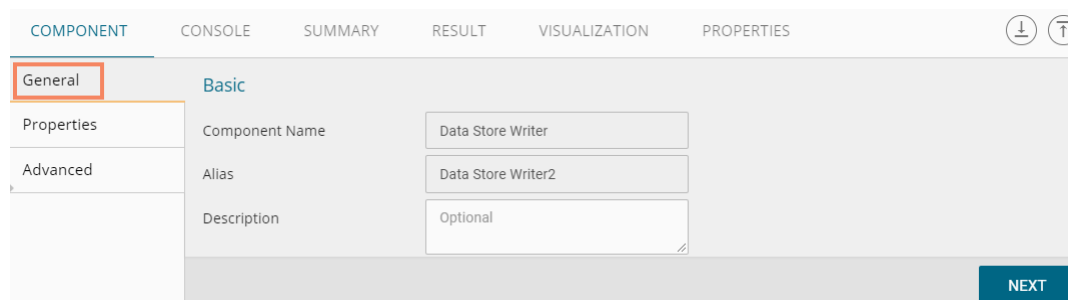 COMPONENT CONSOLE SUMMARY RESULT VISUALIZATION PROPERTIES
General
Properties
Advanced
Basic
Component Name Data Store Writer
Alias Data Store Writer2
Description Optional
NEXT